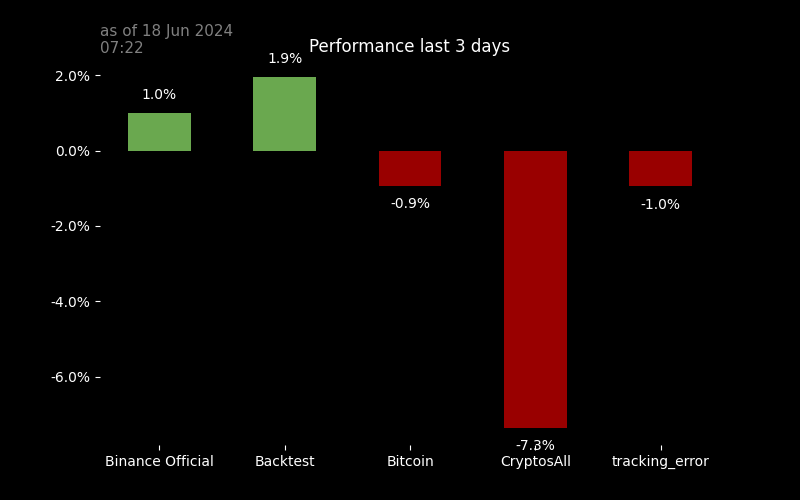 as of 18 Jun 2024
07:22
Performance last 3 days
1.9%
2.0%
1.0%
0.0%
-0.9%
-1.0%
-2.0%
-4.0%
-6.0%
-7.3%
Binance Official
Backtest
Bitcoin
CryptosAll
tracking_error